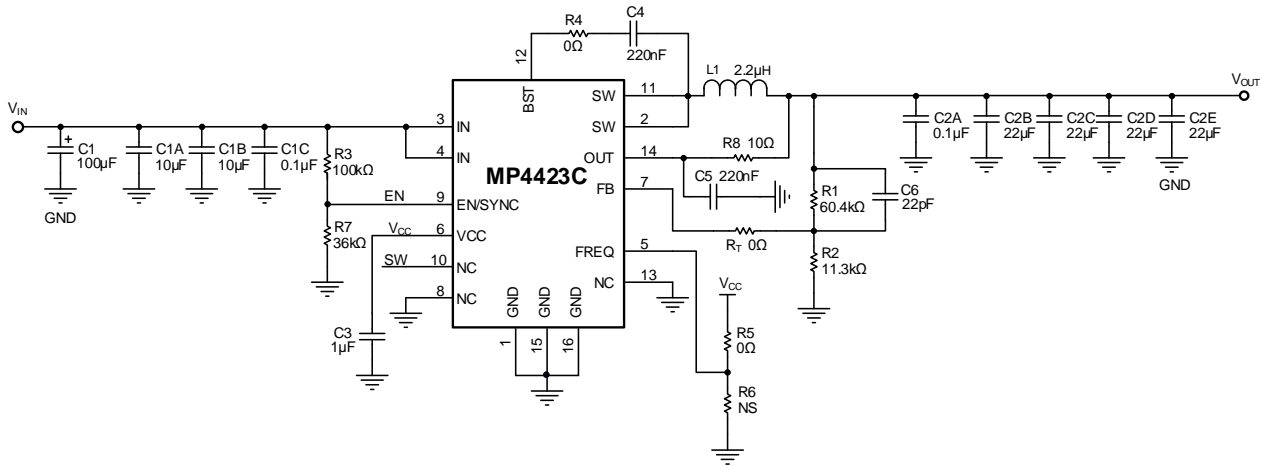 R4
0Ω
C4
220nF
12
BST
L1 2.2µH
VIN
VOUT
3 IN
4 IN
SW 11
SW 2
OUT 14
FB 7
FREQ 5
NC 13
MP4423C
9 EN/SYNC
6 VCC
10 NC
8 NC
EN
VCC
SW
GND
GND
GND
1
15
16
+
C1
100µF
GND
C1A
10µF
C1B
10µF
C1C
0.1µF
R3
100kΩ
R7
36kΩ
C3
1µF
R8 10Ω
C5 220nF
RT 0Ω
R1
60.4kΩ
C6
22pF
R2
11.3kΩ
VCC
R5
0Ω
R6
NS
C2A
0.1µF
C2B
22µF
C2C
22µF
C2D
22µF
C2E
22µF
GND